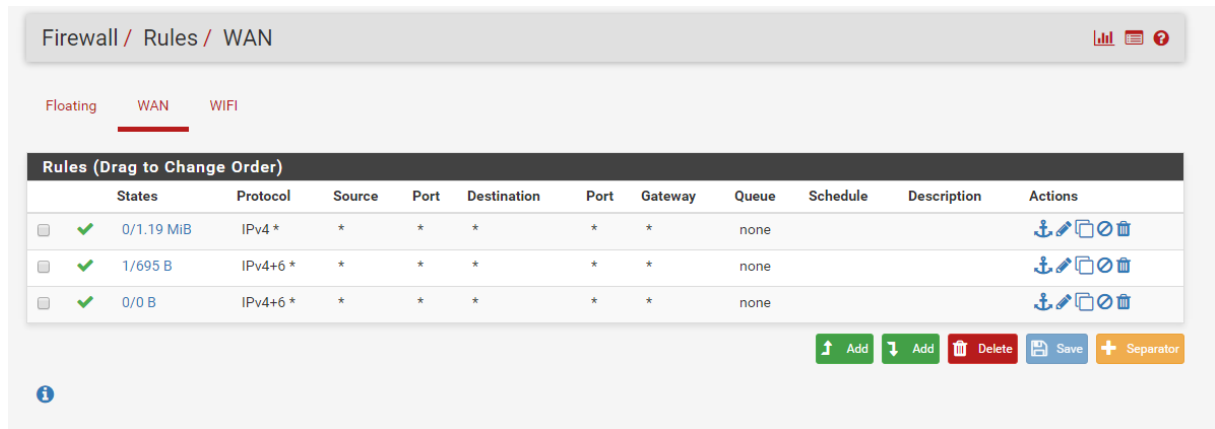 Firewall / Rules / WAN
Floating WAN WIFI
Rules (Drag to Change Order)
States Protocol Source Port Destination Port Gateway Queue Schedule Description Actions
0/1.19 MiB IPv4 * * * * * * none
1/695 B IPv4+6 * * * * * * none
0/0 B IPv4+6 * * * * * * none
Add Add Delete Save Separator